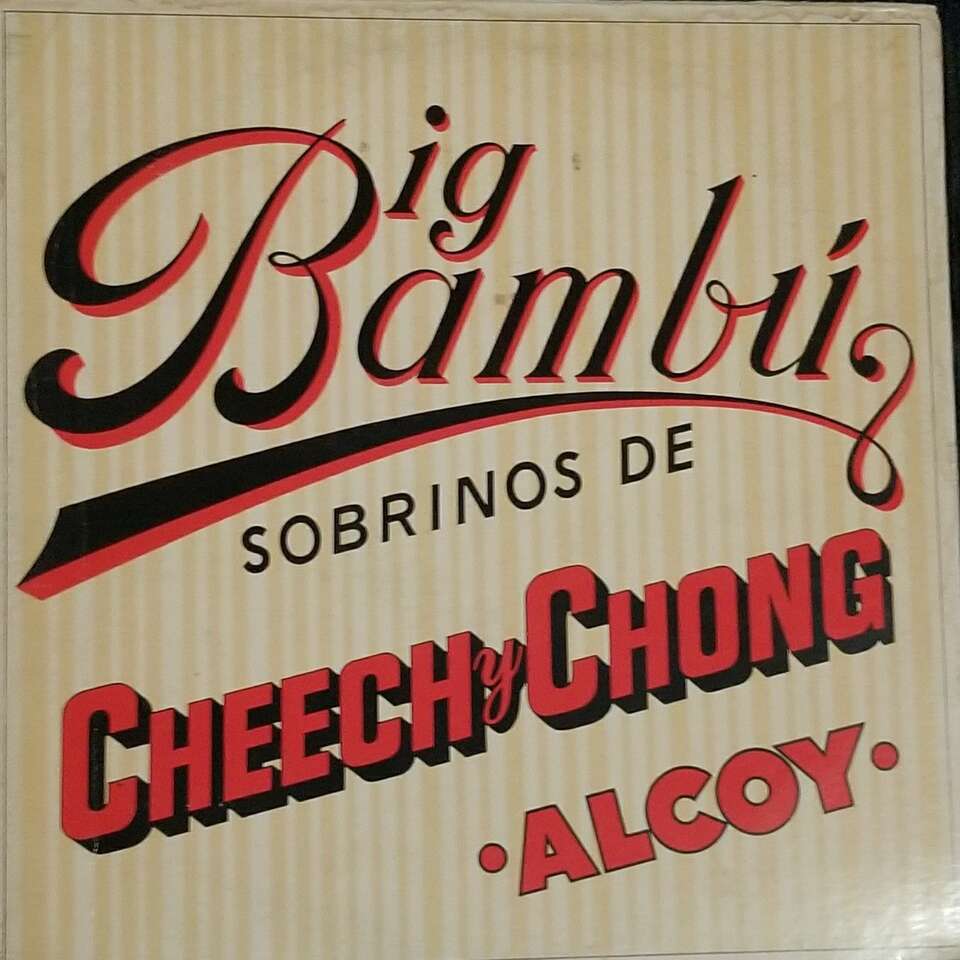 Big
Bambú
SOBRINOS DE
CHEECH y CHONG
·ALCOY·